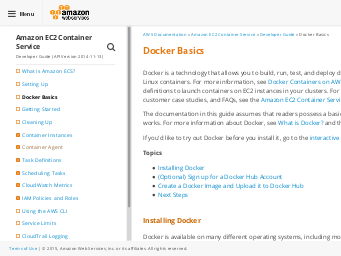 Menu
amazon
webservices
Amazon EC2 Container
Service
Developer Guide (API Version 2014-11-13)
What is Amazon ECS?
Setting Up
Docker Basics
Getting Started
Cleaning Up
Container Instances
Container Agent
Task Definitions
Scheduling Tasks
CloudWatch Metrics
IAM Policies and Roles
Using the AWS CLI
Service Limits
CloudTrail Logging
AWS Documentation » Amazon EC2 Container Service » Developer Guide » Docker Basics
Docker Basics
Docker is a technology that allows you to build, run, test, and deploy d
Linux containers. For more information, see Docker Containers on AW
definitions to launch containers on EC2 instances in your clusters. For
customer case studies, and FAQs, see the Amazon EC2 Container Servi
The documentation in this guide assumes that readers possess a basi
works. For more information about Docker, see What is Docker? and th
If you'd like to try out Docker before you install it, go to the interactive
Topics
Installing Docker
(Optional) Sign up for a Docker Hub Account
Create a Docker Image and Upload it to Docker Hub
Next Steps
Installing Docker
Docker is available on many different operating systems, including mo
Terms of Use | © 2015, Amazon Web Services, Inc. or its affiliates. All rights reserved.